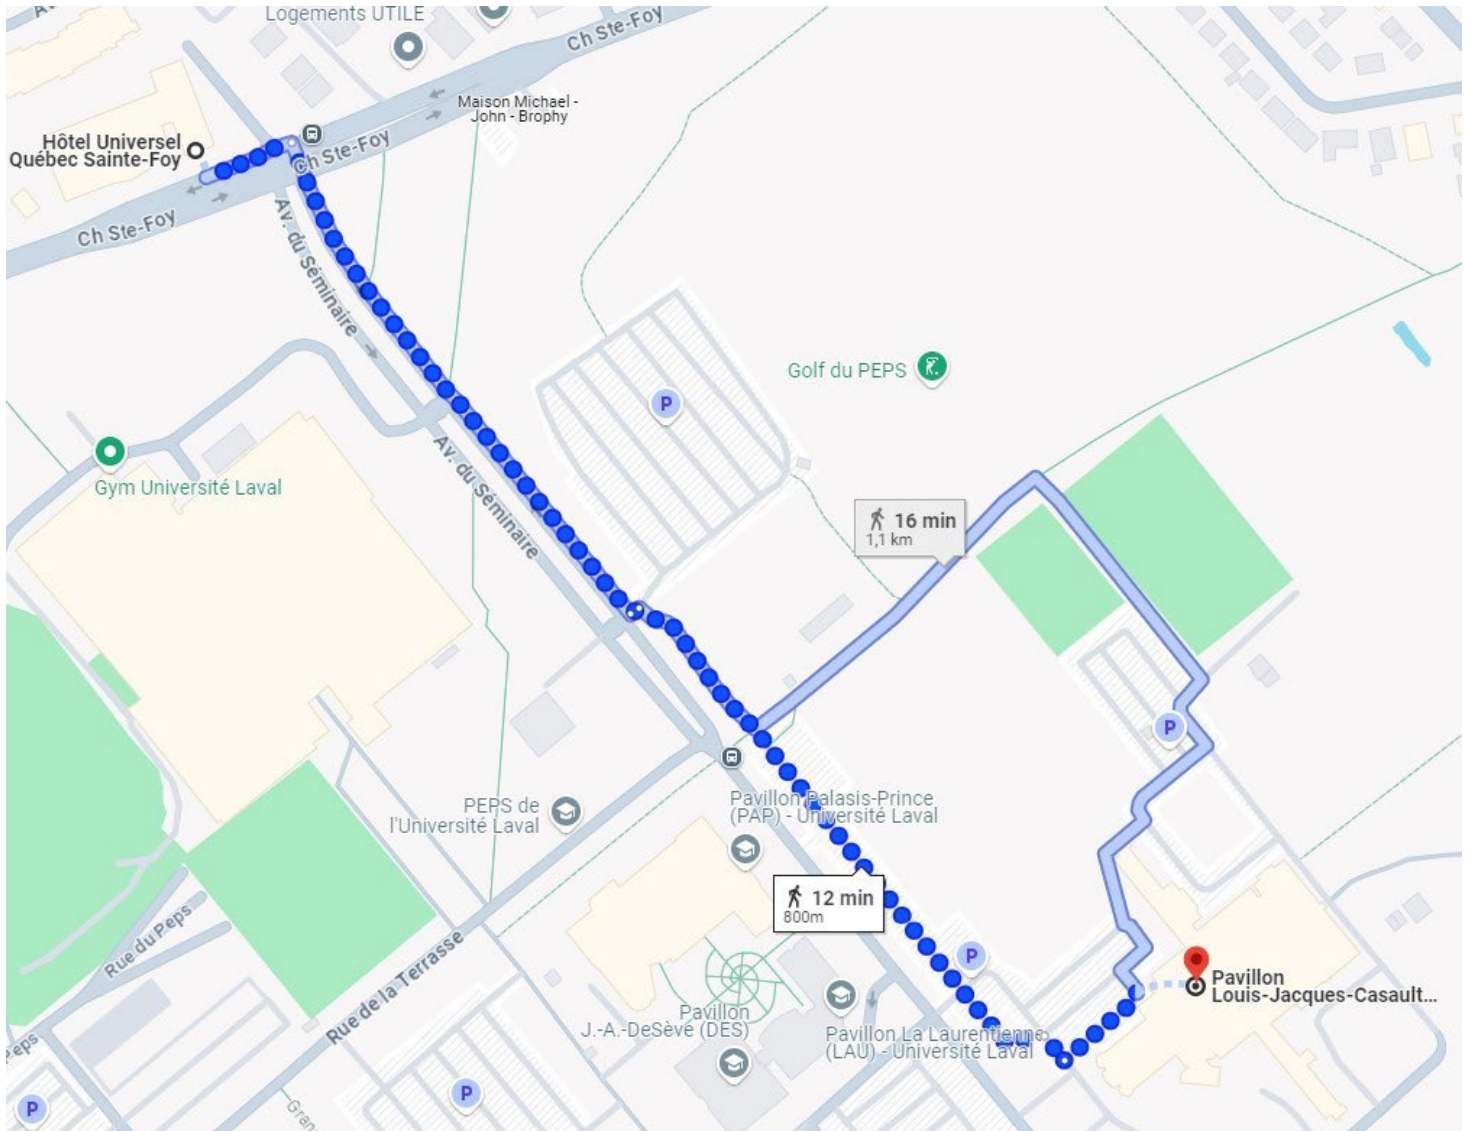 Av
Logements UTILE
Ch Ste-Foy
Maison Michael -
John - Brophy
Hôtel Universel
Québec Sainte-Foy
Ch Ste-Foy
Ch Ste-Foy
Av. du Séminaire
Golf du PEPS
P
Av. du Séminaire
Gym Université Laval
16 min
1,1 km
P
Pavillon Palasis-Prince
(PAP) - Université Laval
PEPS de
l'Université Laval
12 min
800m
Rue du Peps
Rue de la Terrasse
P
Pavillon
Louis-Jacques-Casault...
Pavillon
J.-A.-DeSève (DES)
Pavillon La Laurentienne
(LAU) - Université Laval
Peps
P
P
Gran